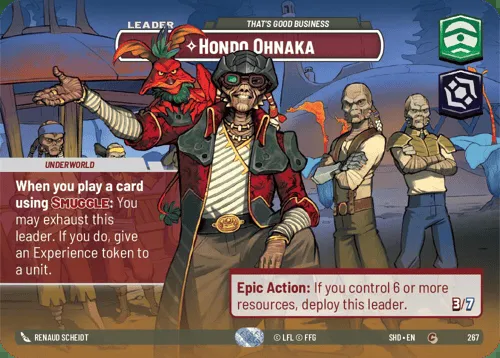 LEADER
THAT'S GOOD BUSINESS
HONDO OHNAKA
UNDERWORLD
When you play a card
using SMUGGLE: You
may exhaust this
leader. If you do, give
an Experience token to
a unit.
Epic Action: If you control 6 or more
resources, deploy this leader.
3/7
RENAUD SCHEIDT
© LFL © FFG
SHD • EN
C
267